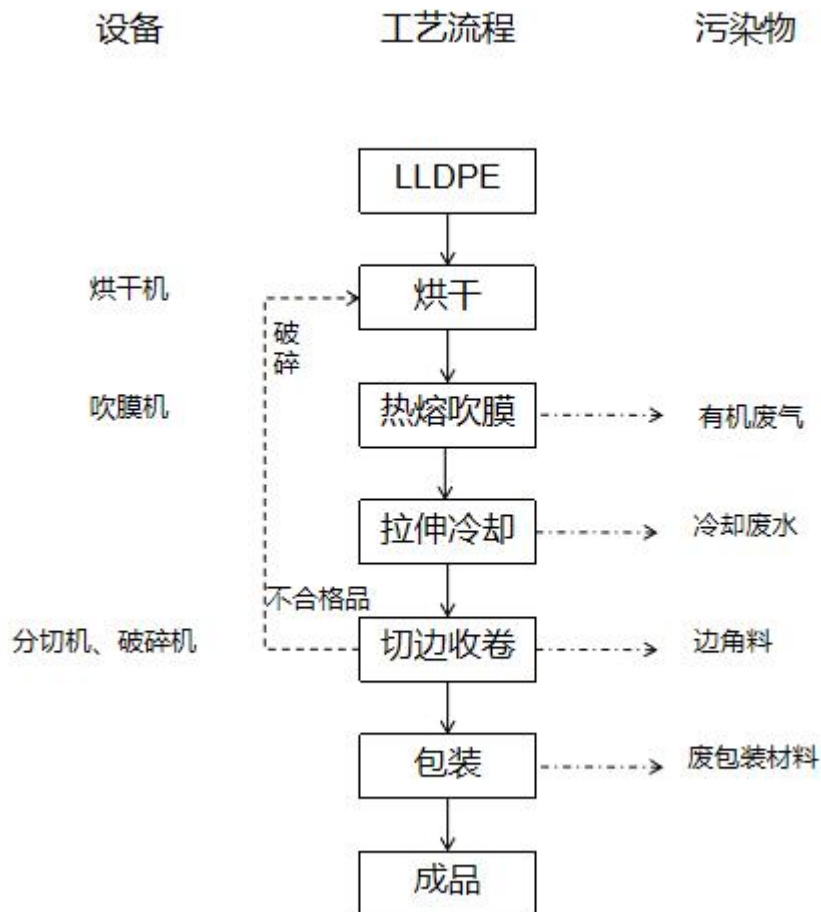 设备 工艺流程 污染物
LLDPE
烘干机 烘干
破
碎
吹膜机 热熔吹膜 有机废气
拉伸冷却 冷却废水
不合格品
分切机、破碎机 切边收卷 边角料
包装 废包装材料
成品